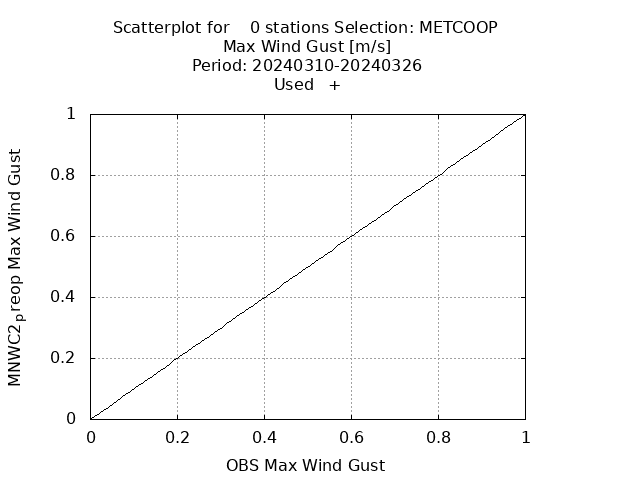 Scatterplot for    0 stations Selection: METCOOP
Max Wind Gust [m/s]
Period: 20240310-20240326
Used   +
MNWC2preop Max Wind Gust
1
0.8
0.6
0.4
0.2
0
0 0.2 0.4 0.6 0.8 1
OBS Max Wind Gust